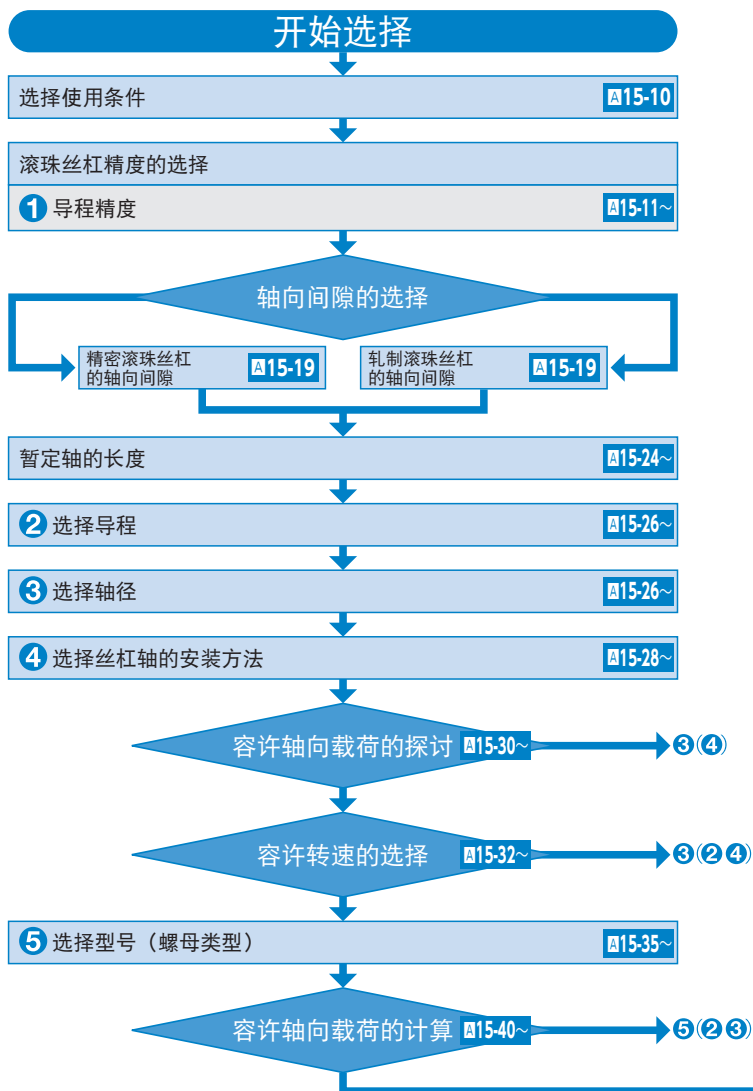 开始选择
选择使用条件 A15-10
滚珠丝杠精度的选择
1 导程精度 A15-11~
轴向间隙的选择
精密滚珠丝杠
的轴向间隙 A15-19
轧制滚珠丝杠
的轴向间隙 A15-19
暂定轴的长度 A15-24~
2 选择导程 A15-26~
3 选择轴径 A15-26~
4 选择丝杠轴的安装方法 A15-28~
容许轴向载荷的探讨 A15-30~ 3(4)
容许转速的选择 A15-32~ 3(2 4)
5 选择型号（螺母类型） A15-35~
容许轴向载荷的计算 A15-40~ 5(2 3)